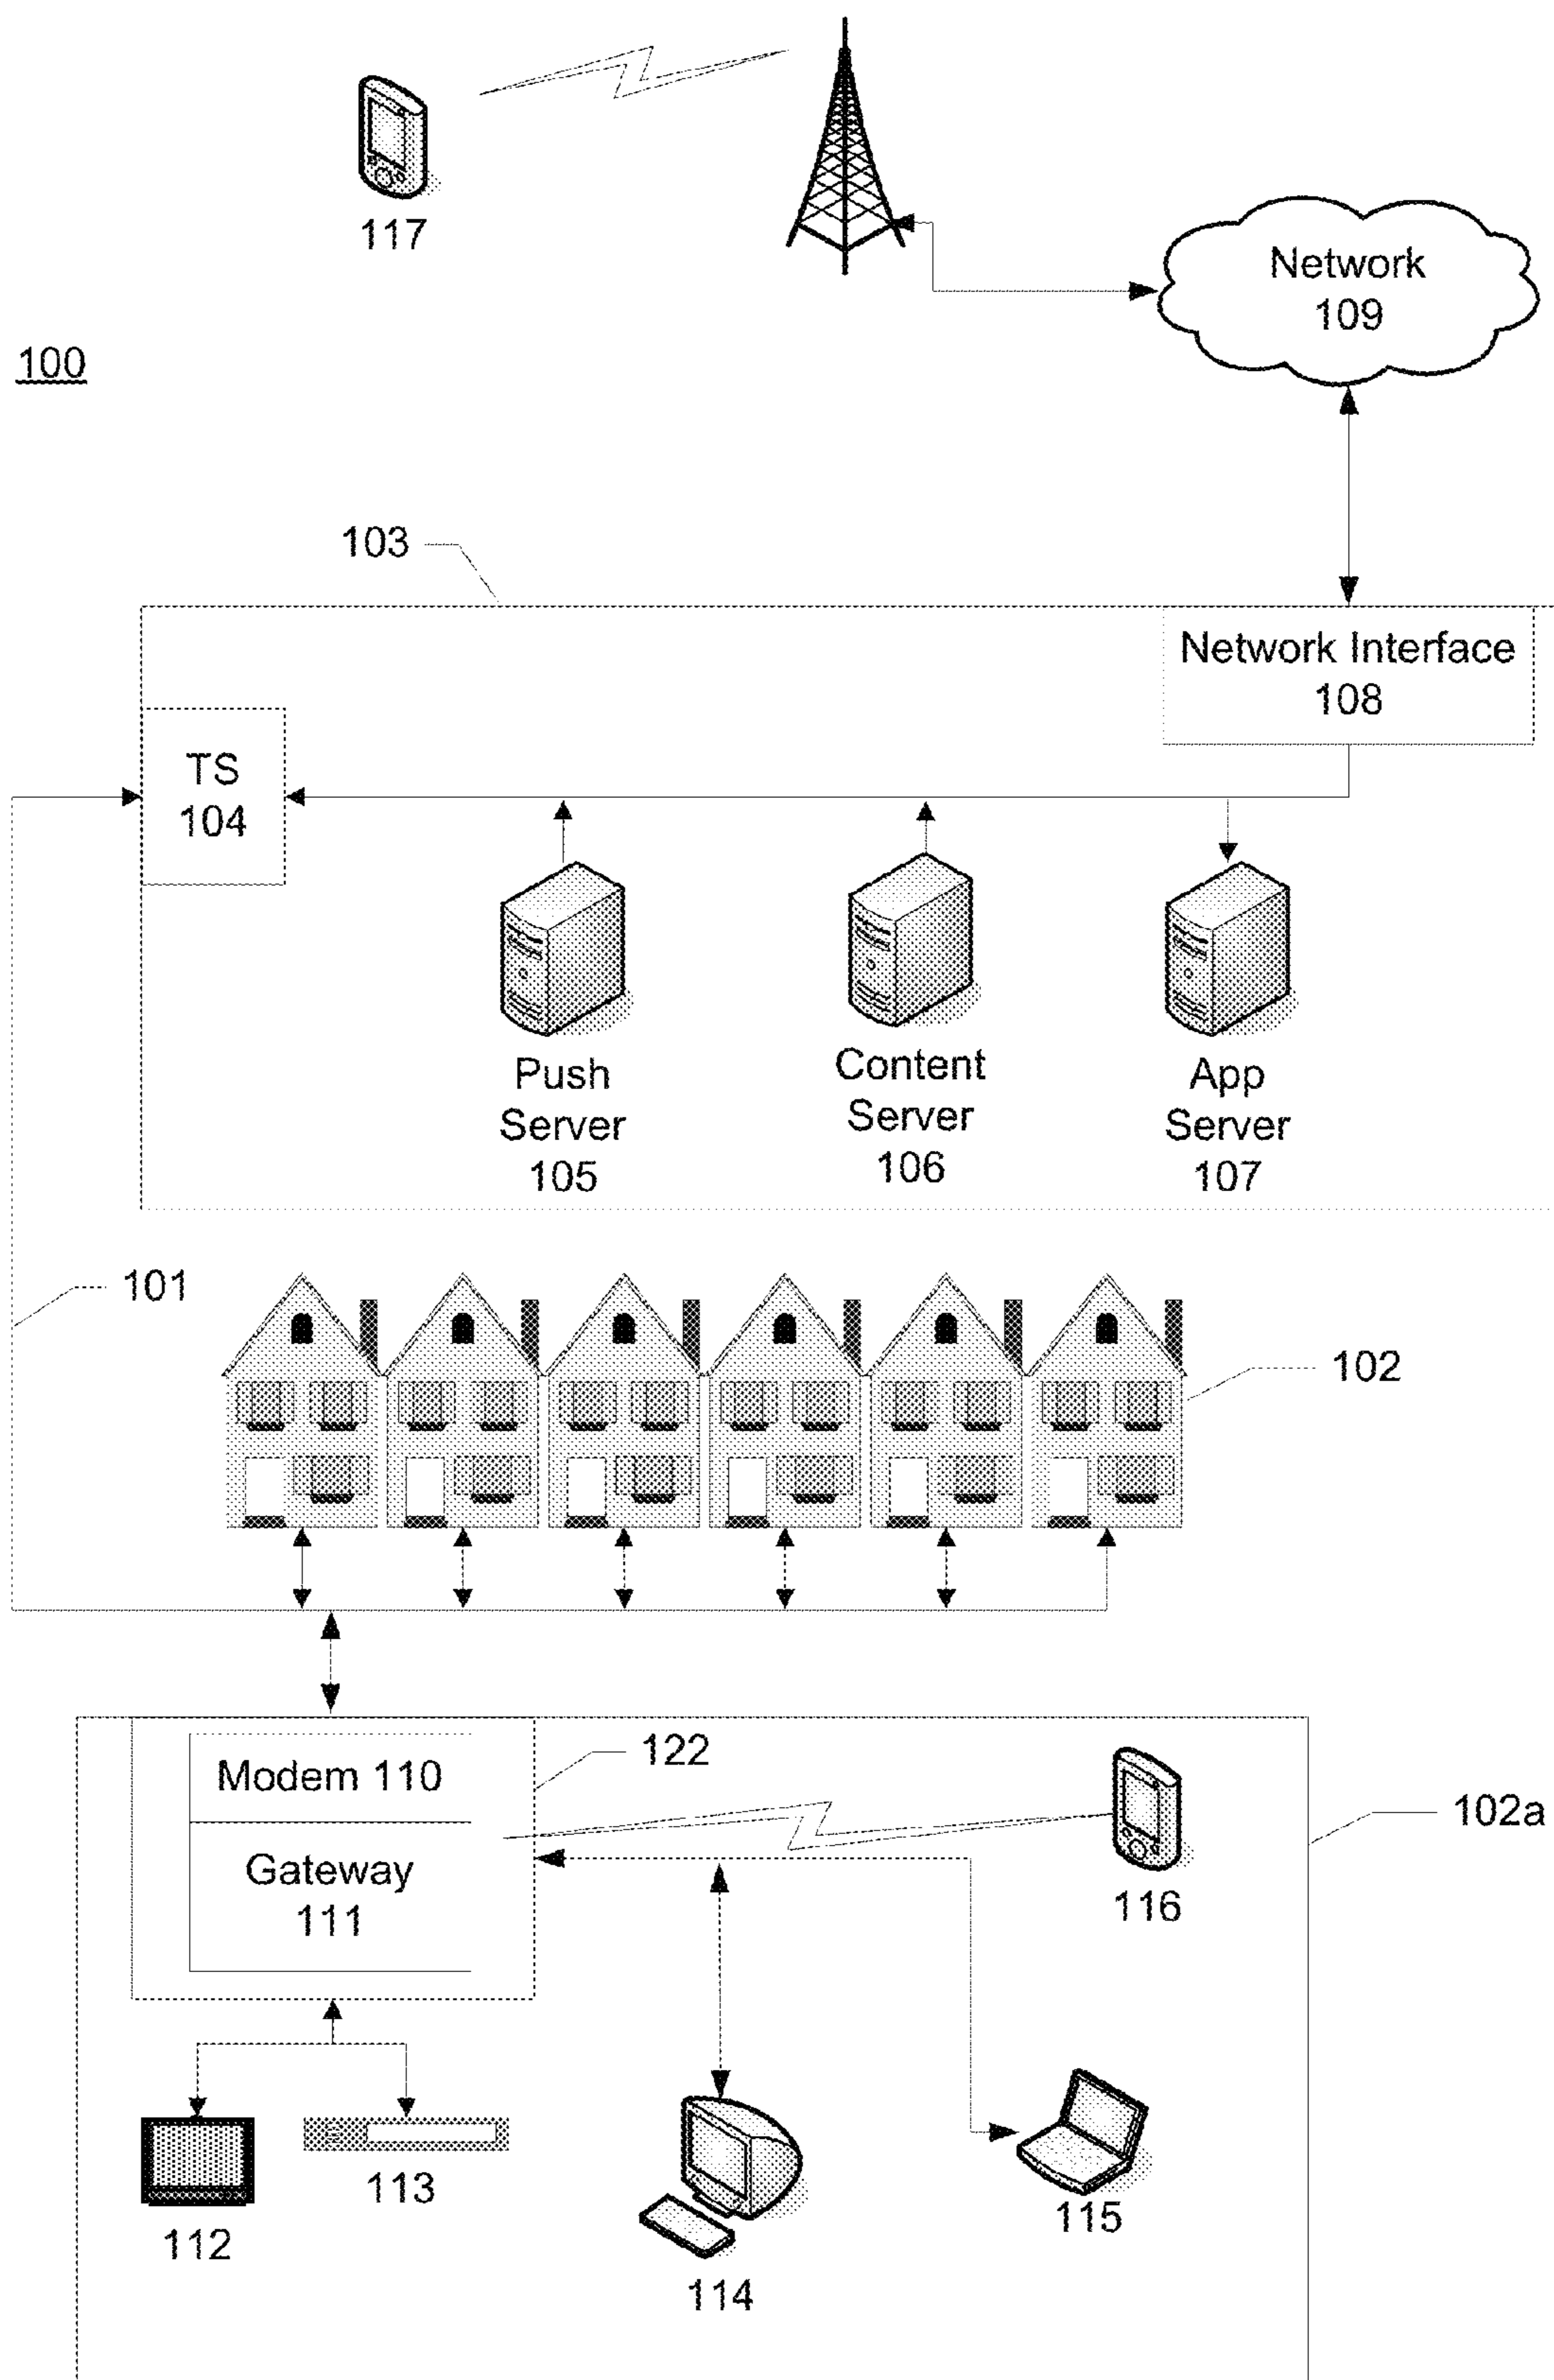 117
Network
109
100
103
Network Interface
108
TS
104
Push
Server
105
Content
Server
106
App
Server
107
101
102
Modem 110
122
Gateway
111
102a
116
112
113
114
115